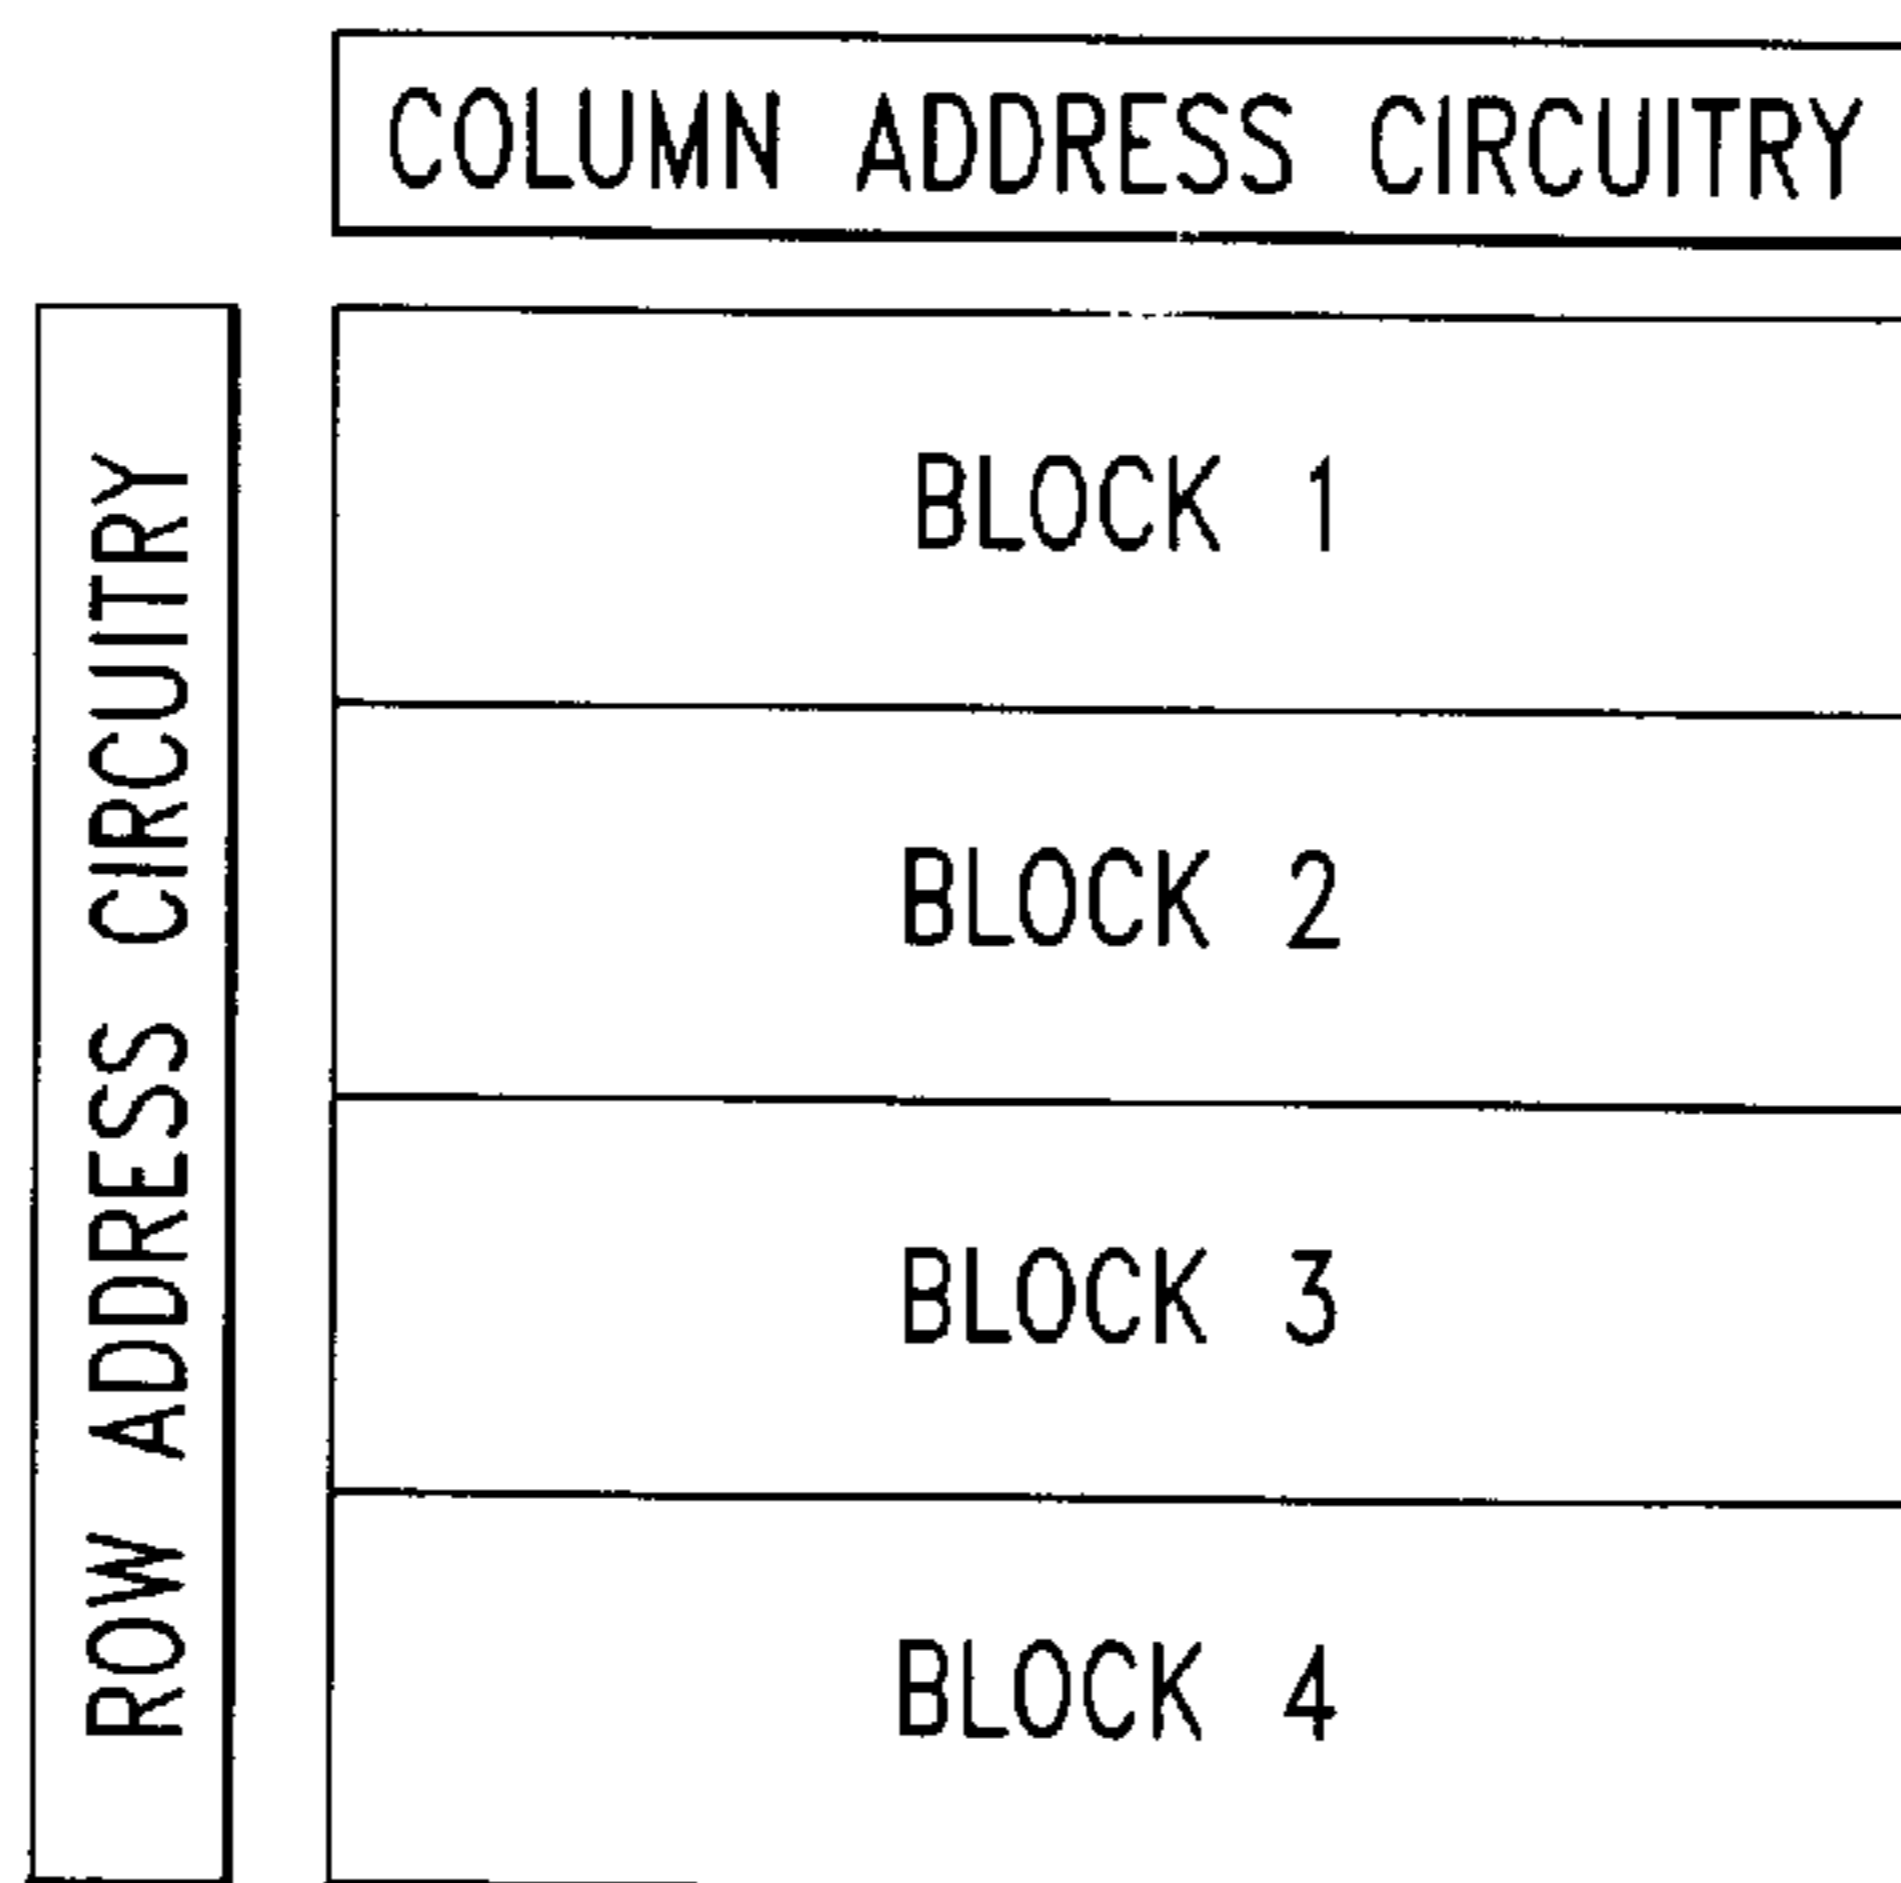 COLUMN ADDRESS CIRCUITRY
ROW ADDRESS CIRCUITRY
BLOCK 1
BLOCK 2
BLOCK 3
BLOCK 4